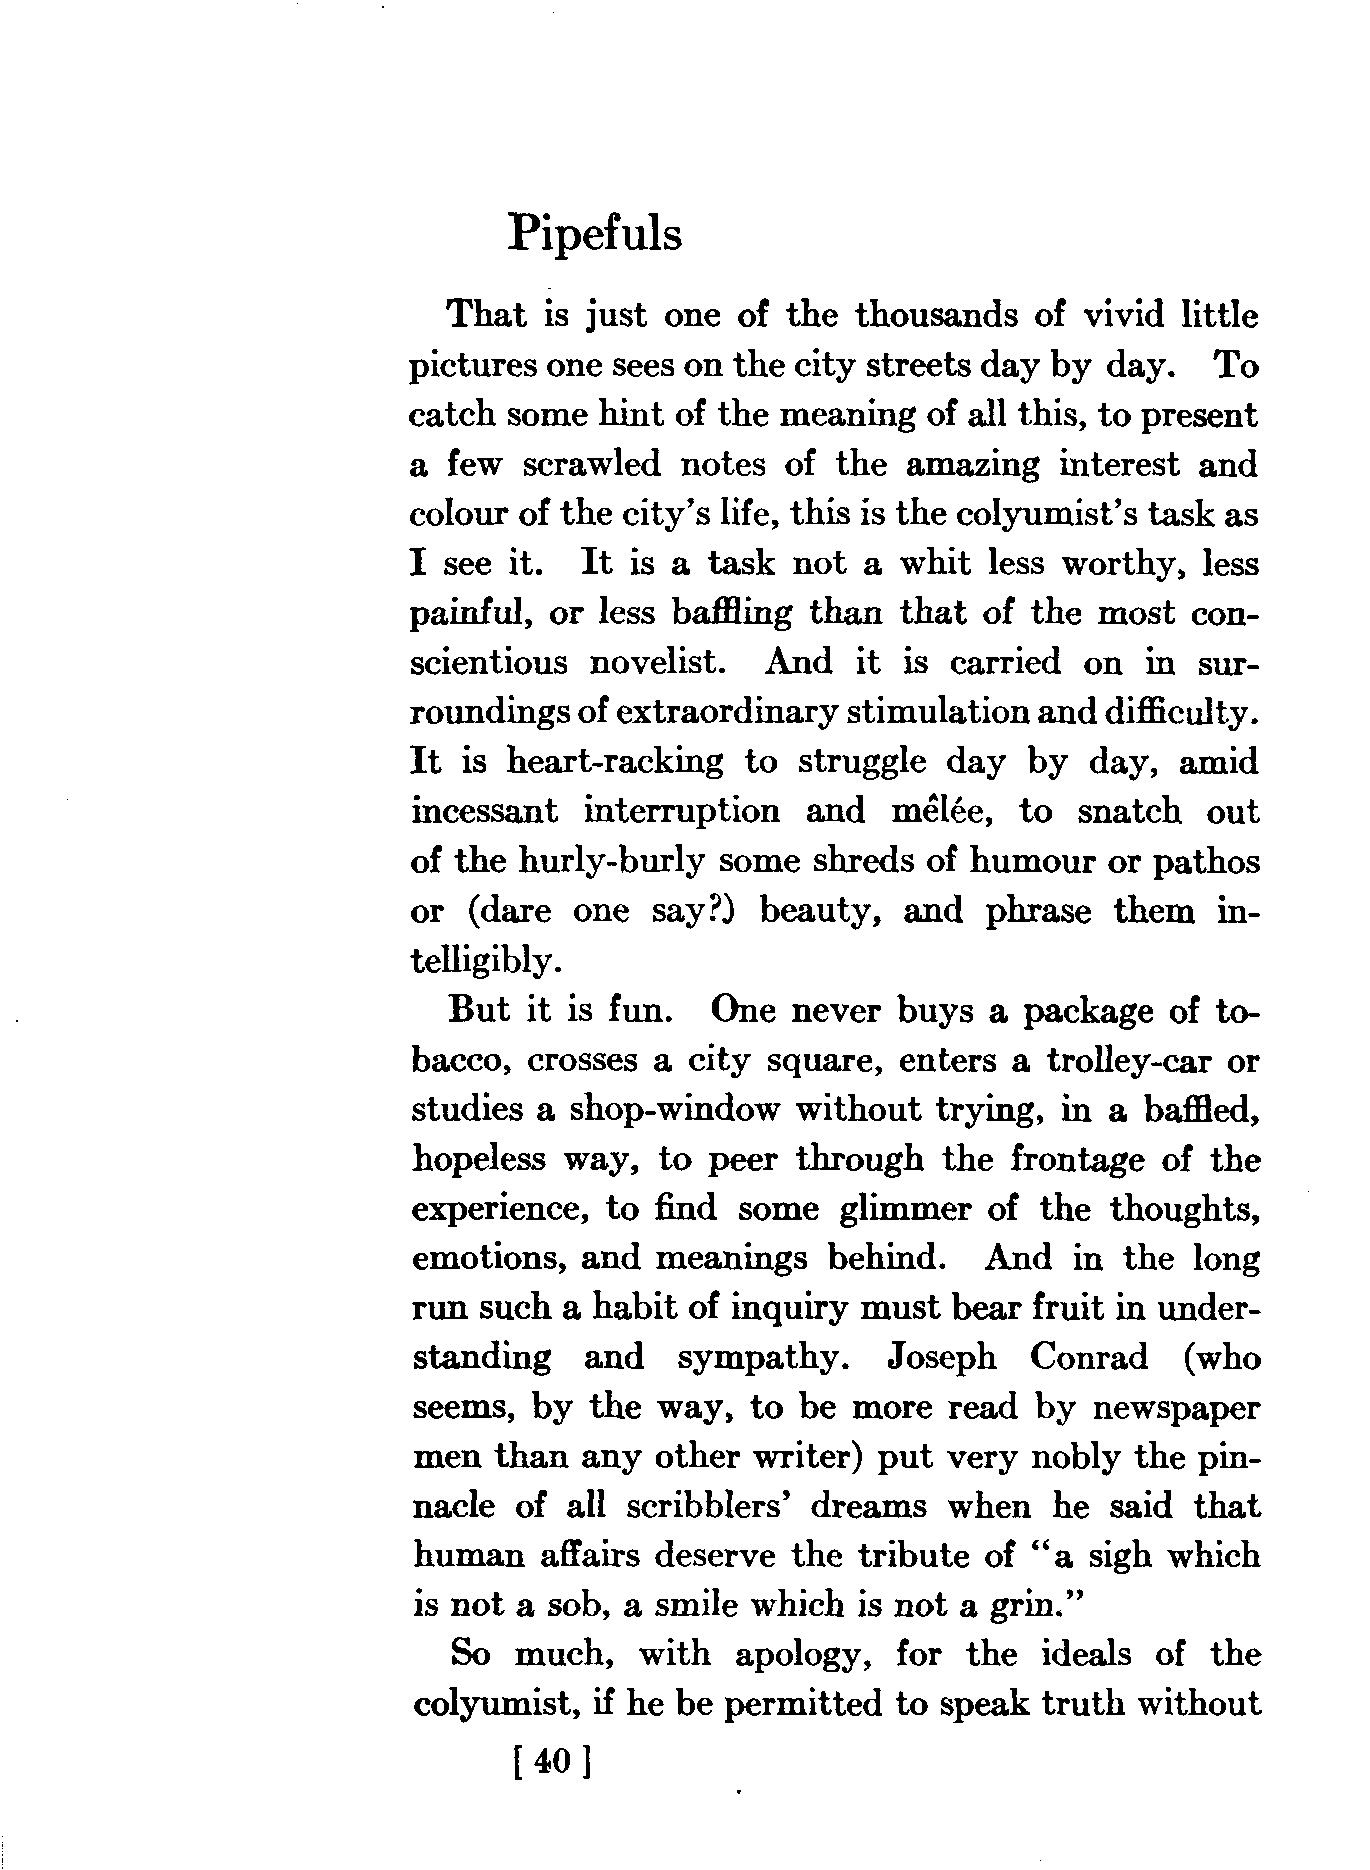 Pipefuls
That is just one of the thousands of vivid little
pictures one sees on the city streets day by day. To
catch some hint of the meaning of all this, to present
a few scrawled notes of the amazing interest and
colour of the city's life, this is the colyumist's task as
I see it. It is a task not a whit less worthy, less
painful, or less baffling than that of the most con-
scientious novelist. And it is carried on in sur-
roundings of extraordinary stimulation and difficulty.
It is heart-racking to struggle day by day, amid
incessant interruption and mêlée, to snatch out
of the hurly-burly some shreds of humour or pathos
or (dare one say?) beauty, and phrase them in-
telligibly.
But it is fun. One never buys a package of to-
bacco, crosses a city square, enters a trolley-car or
studies a shop-window without trying, in a baffled,
hopeless way, to peer through the frontage of the
experience, to find some glimmer of the thoughts,
emotions, and meanings behind. And in the long
run such a habit of inquiry must bear fruit in under-
standing and sympathy. Joseph Conrad (who
seems, by the way, to be more read by newspaper
men than any other writer) put very nobly the pin-
nacle of all scribblers' dreams when he said that
human affairs deserve the tribute of "a sigh which
is not a sob, a smile which is not a grin."
So much, with apology, for the ideals of the
colyumist, if he be permitted to speak truth without
[ 40 ]